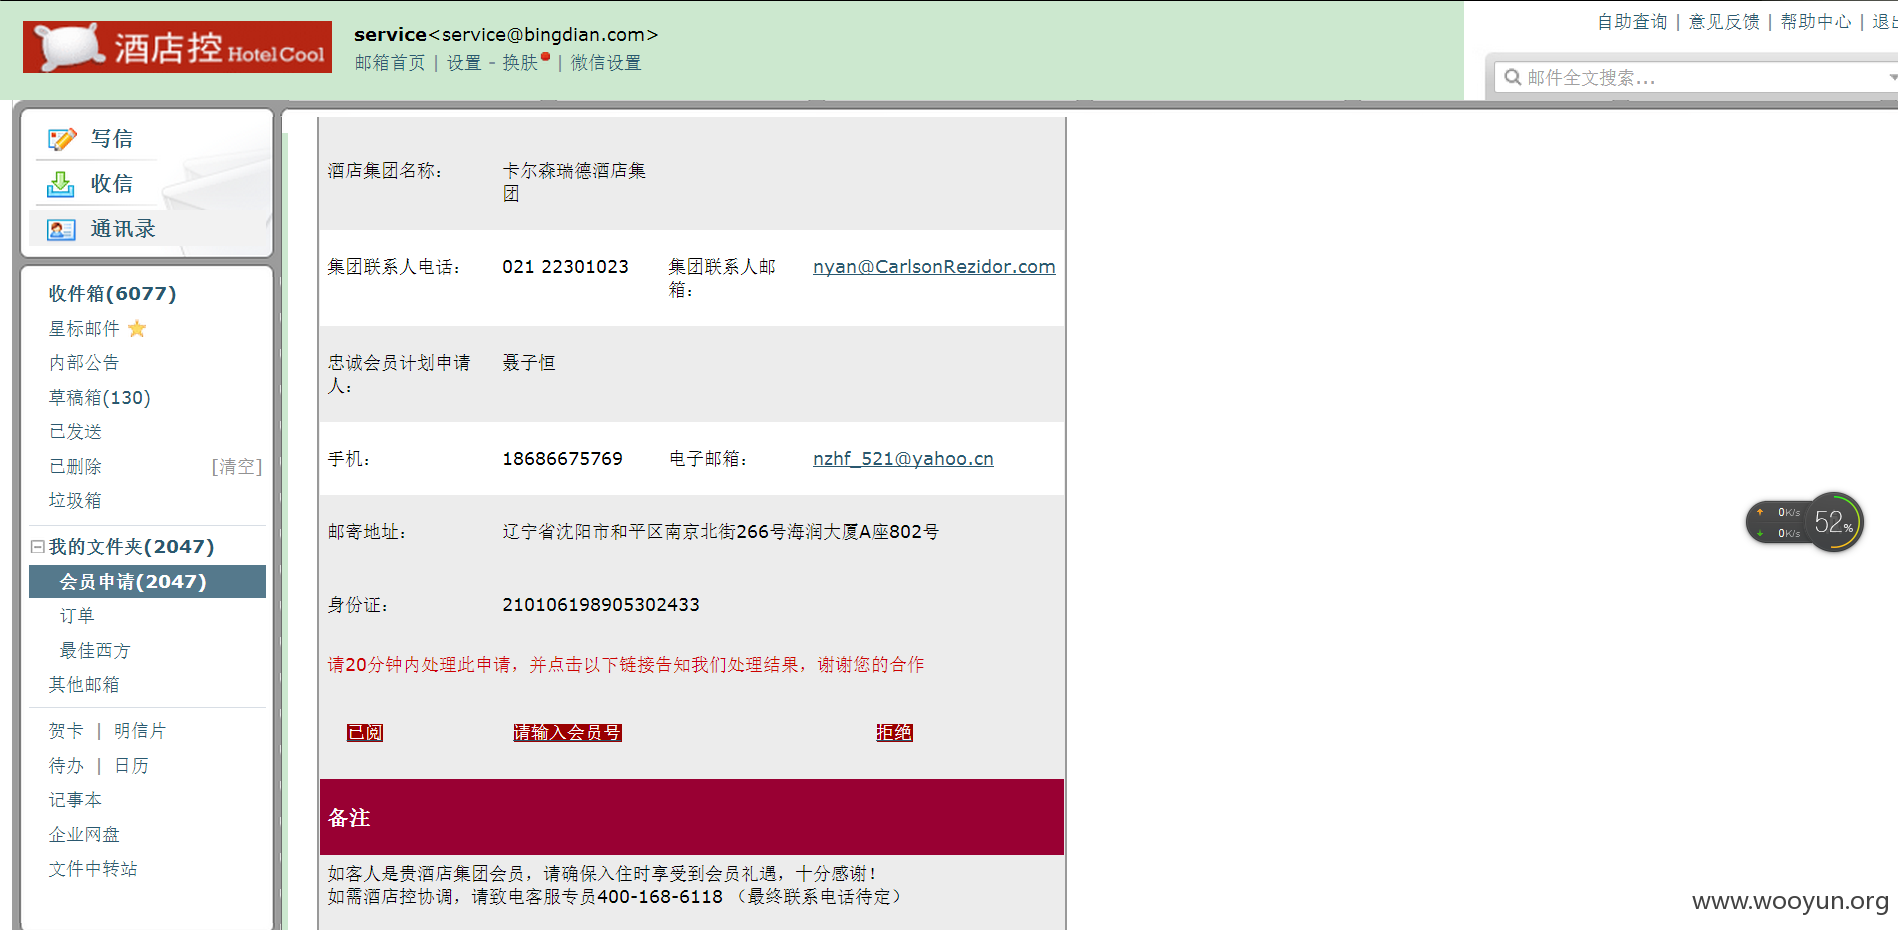 酒店控 HotelCool
service<service@bingdian.com>
邮箱首页 | 设置 - 换肤 | 微信设置
自助查询 | 意见反馈 | 帮助中心 | 退
邮件全文搜索...
写信
收信
通讯录
收件箱(6077)
星标邮件
内部公告
草稿箱(130)
已发送
已删除 [清空]
垃圾箱
我的文件夹(2047)
会员申请(2047)
订单
最佳西方
其他邮箱
贺卡 | 明信片
待办 | 日历
记事本
企业网盘
文件中转站
酒店集团名称： 卡尔森瑞德酒店集
团
集团联系人电话： 021 22301023 集团联系人邮 nyan@CarlsonRezidor.com
箱：
忠诚会员计划申请 聂子恒
人：
手机： 18686675769 电子邮箱： nzhf_521@yahoo.cn
邮寄地址： 辽宁省沈阳市和平区南京北街266号海润大厦A座802号
身份证： 210106198905302433
请20分钟内处理此申请，并点击以下链接告知我们处理结果，谢谢您的合作
已阅 请输入会员号 拒绝
备注
如客人是贵酒店集团会员，请确保入住时享受到会员礼遇，十分感谢！
如需酒店控协调，请致电客服专员400-168-6118 （最终联系电话待定）
0K/s
0K/s
52%
www.wooyun.org